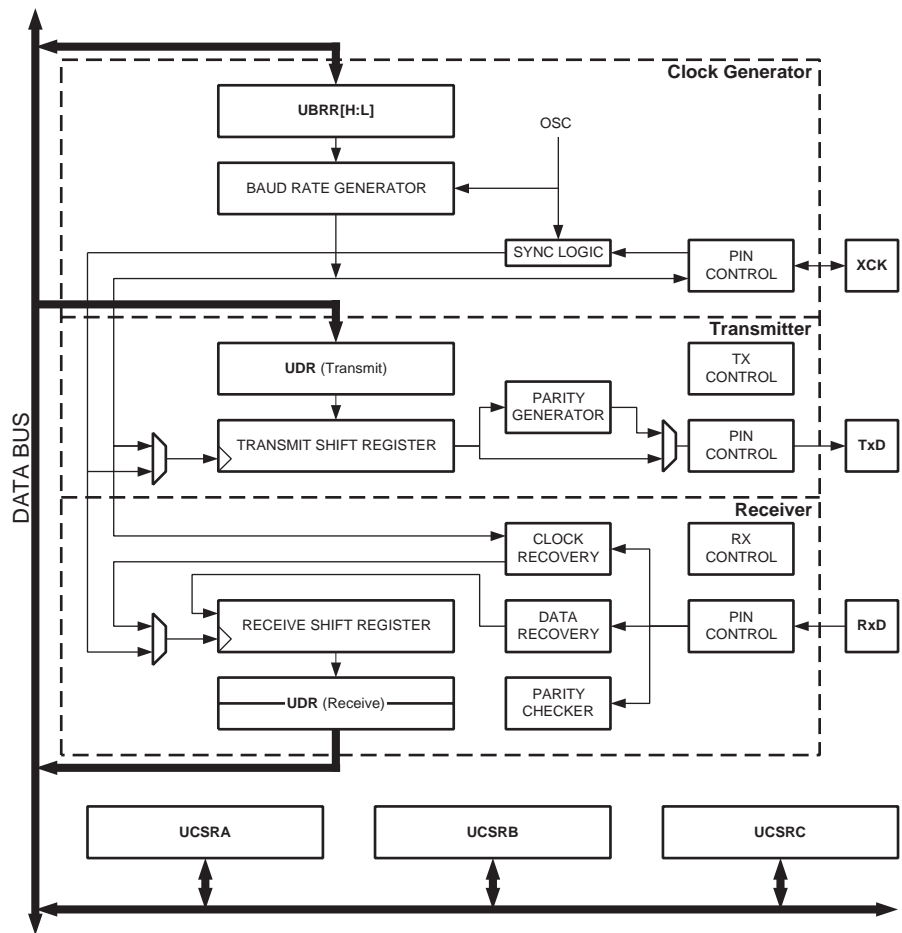 Clock Generator
UBRR[H:L]
OSC
BAUD RATE GENERATOR
SYNC LOGIC
PIN
CONTROL
XCK
Transmitter
UDR (Transmit)
TX
CONTROL
PARITY
GENERATOR
TRANSMIT SHIFT REGISTER
PIN
CONTROL
TxD
DATA BUS
Receiver
CLOCK
RECOVERY
RX
CONTROL
RECEIVE SHIFT REGISTER
DATA
RECOVERY
PIN
CONTROL
RxD
UDR (Receive)
PARITY
CHECKER
UCSRA
UCSRB
UCSRC